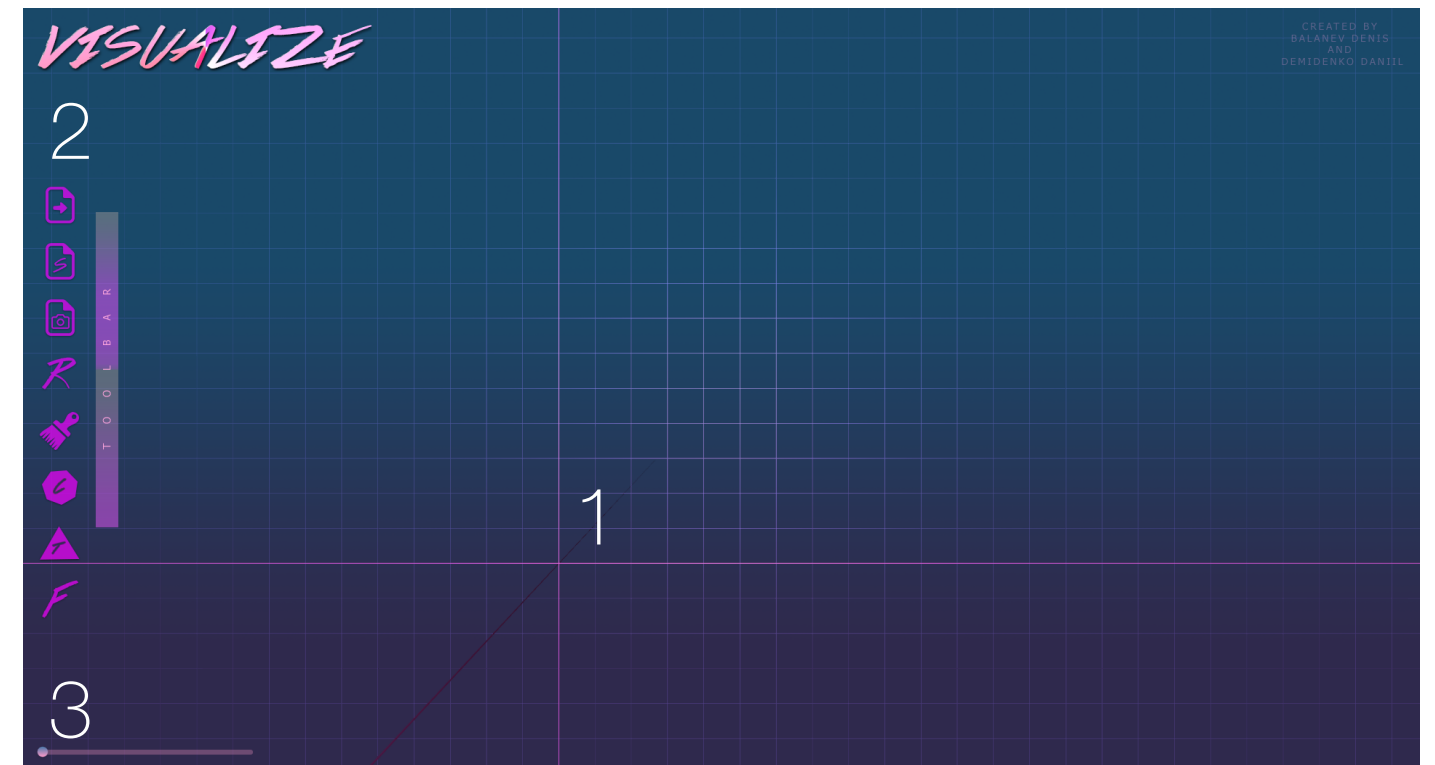 VISUALIZE
CREATED BY
BALANEV DENIS
AND
DEMIDENKO DANIIL
2
S
R
TOOLBAR
G
T
F
1
3